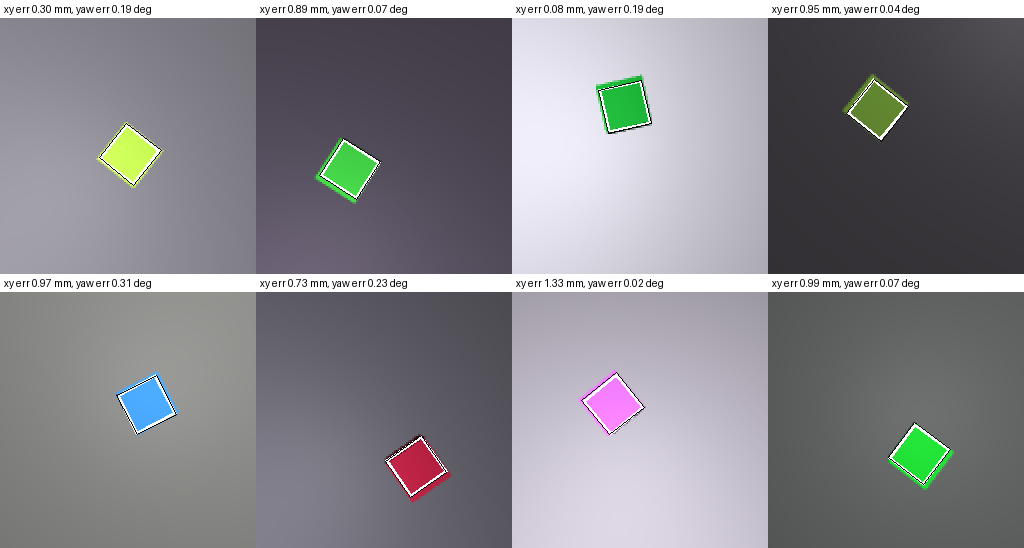 xy err 0.30 mm, yaw err 0.19 deg
xy err 0.89 mm, yaw err 0.07 deg
xy err 0.08 mm, yaw err 0.19 deg
xy err 0.95 mm, yaw err 0.04 deg
xy err 0.97 mm, yaw err 0.31 deg
xy err 0.73 mm, yaw err 0.23 deg
xy err 1.33 mm, yaw err 0.02 deg
xy err 0.99 mm, yaw err 0.07 deg